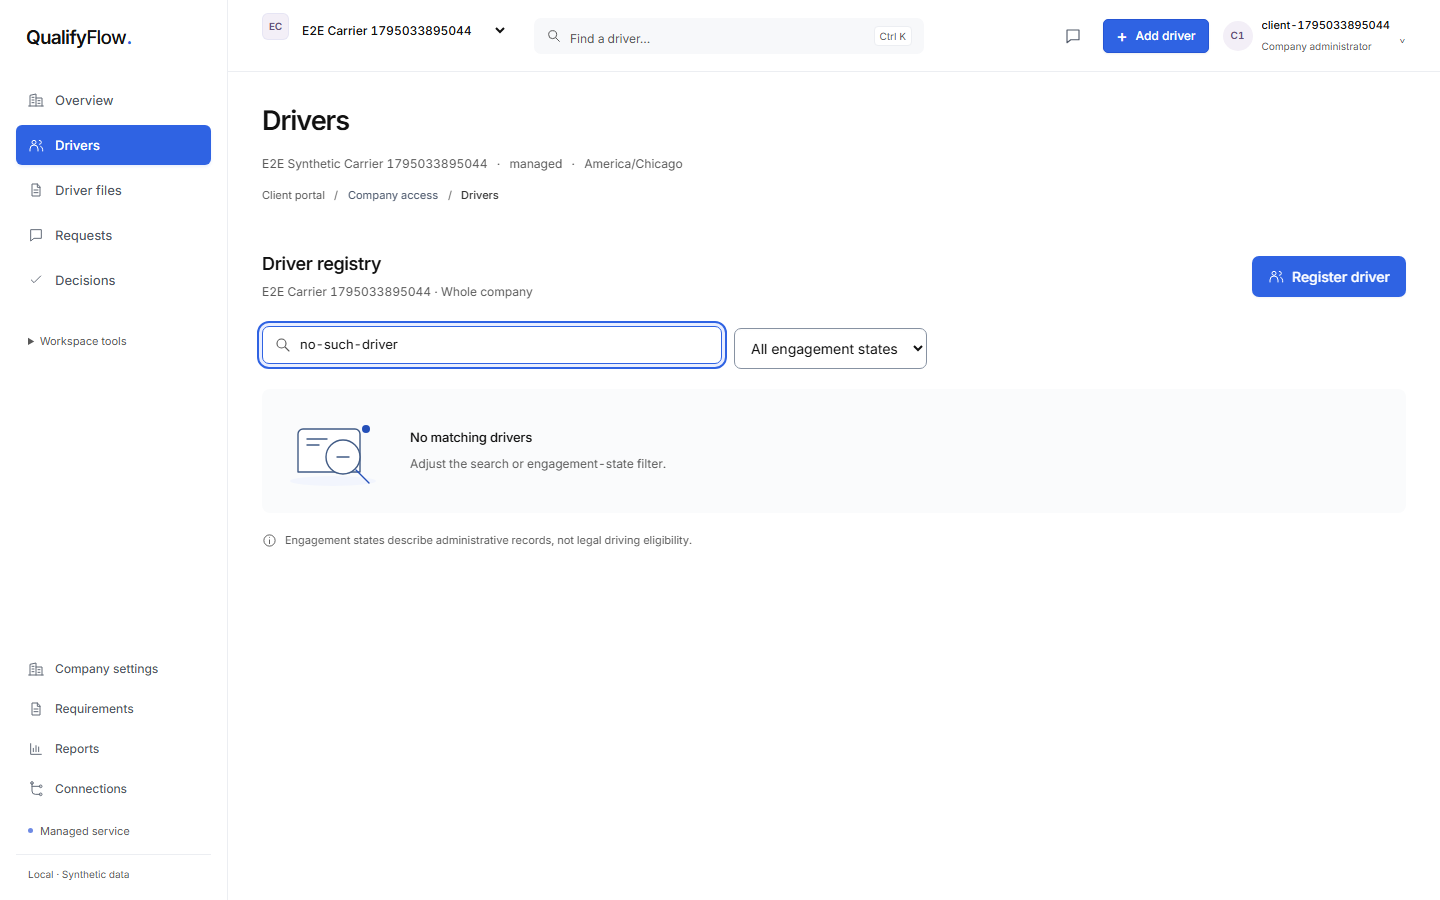 QualifyFlow.
Overview
Drivers
Driver files
Requests
Decisions
Workspace tools
Company settings
Requirements
Reports
Connections
Managed service
Local · Synthetic data
EC
E2E Carrier 1795033895044
Find a driver...
Ctrl K
+ Add driver
C1
client-1795033895044
Company administrator
Drivers
E2E Synthetic Carrier 1795033895044 · managed · America/Chicago
Client portal / Company access / Drivers
Driver registry
E2E Carrier 1795033895044 · Whole company
Register driver
no-such-driver
All engagement states
No matching drivers
Adjust the search or engagement-state filter.
Engagement states describe administrative records, not legal driving eligibility.